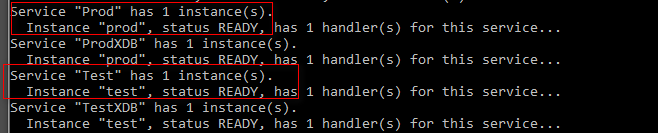 Service "Prod" has 1 instance(s).
Instance "prod", status READY, has 1 handler(s) for this service...
Service "ProdXDB" has 1 instance(s).
Instance "prod", status READY, has 1 handler(s) for this service...
Service "Test" has 1 instance(s).
Instance "test", status READY, has 1 handler(s) for this service...
Service "TestXDB" has 1 instance(s).
Instance "test", status READY, has 1 handler(s) for this service...